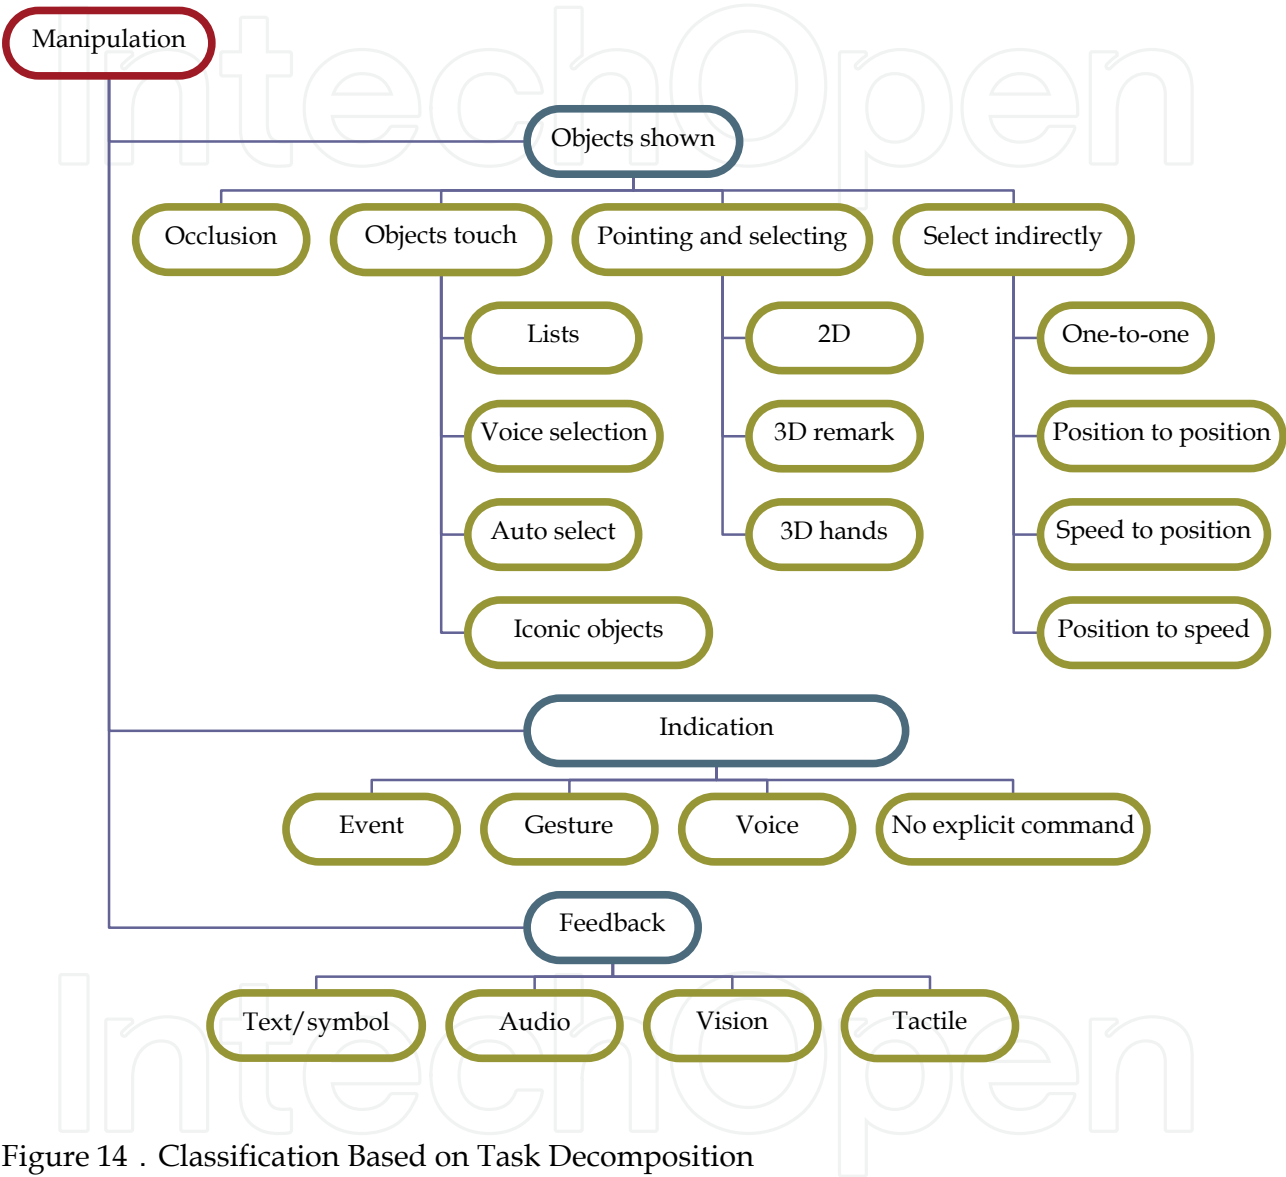 IntechOpen
Manipulation
Objects shown
Occlusion
Objects touch
Pointing and selecting
Select indirectly
Lists
2D
One-to-one
Voice selection
3D remark
Position to position
Auto select
3D hands
Speed to position
Iconic objects
Position to speed
Indication
Event
Gesture
Voice
No explicit command
Feedback
Text/symbol
Audio
Vision
Tactile
IntechOpen
Figure 14 . Classification Based on Task Decomposition